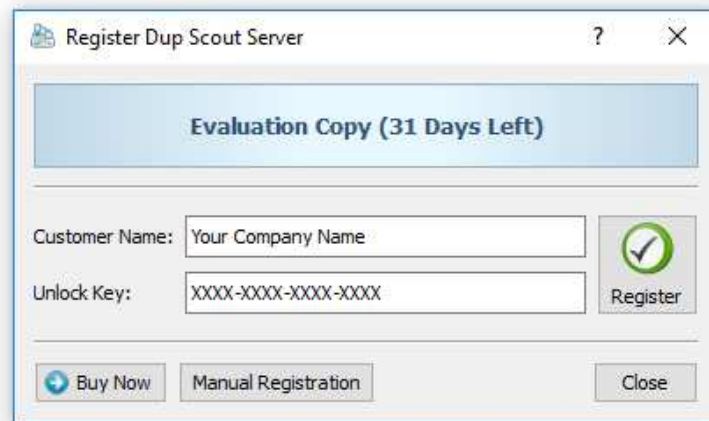 Register Dup Scout Server ?
Evaluation Copy (31 Days Left)
Customer Name: Your Company Name
Unlock Key: XXXX-XXXX-XXXX-XXXX
Register
Buy Now Manual Registration Close